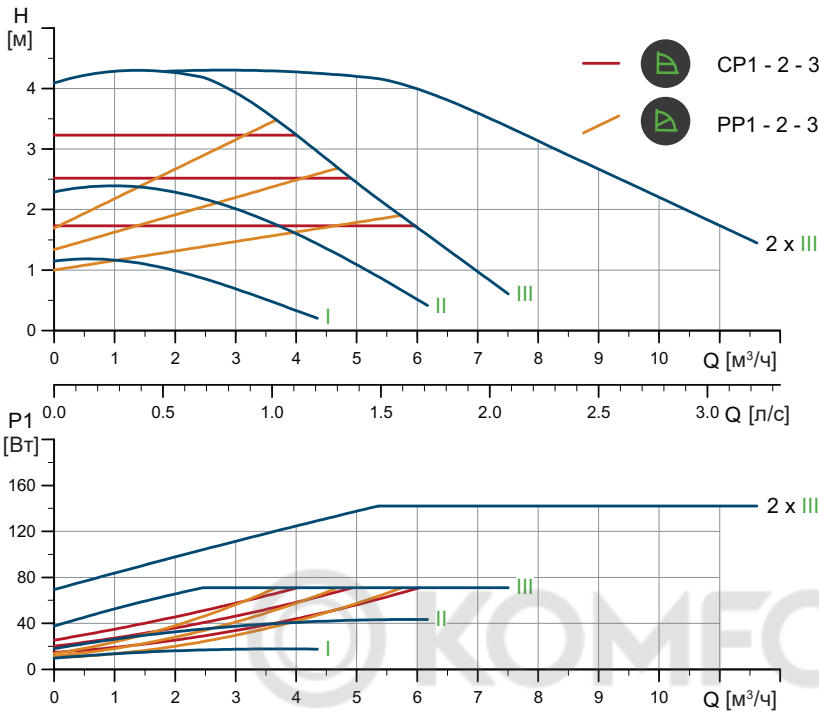 H
[м]
4
3
2
1
0
CP1 - 2 - 3
PP1 - 2 - 3
2 x III
III
II
I
0 1 2 3 4 5 6 7 8 9 10 Q [м³/ч]
0.0 0.5 1.0 1.5 2.0 2.5 3.0 Q [л/с]
P1
[Вт]
160
120
80
40
0
2 x III
III
II
I
KOMFO
0 1 2 3 4 5 6 7 8 9 10 Q [м³/ч]